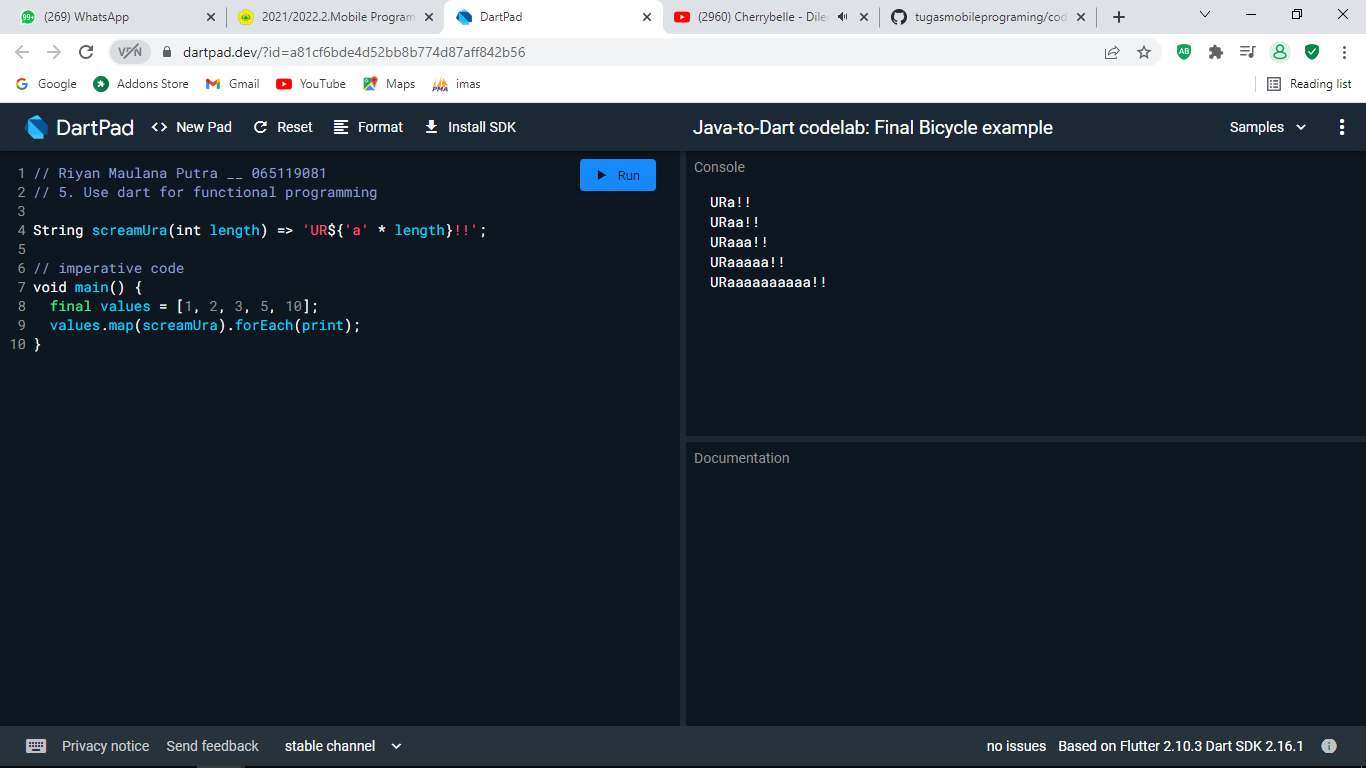 99+
(269) WhatsApp
2021/2022.2.Mobile Program
DartPad
(2960) Cherrybelle - Dile
tugasmobileprograming/cod
VPN
dartpad.dev/?id=a81cf6bde4d52bb8b774d87aff842b56
AB
Google
Addons Store
Gmail
YouTube
Maps
PMA
imas
Reading list
DartPad
<> New Pad
Reset
Format
Install SDK
Java-to-Dart codelab: Final Bicycle example
Samples
Run
1 // Riyan Maulana Putra __ 065119081
2 // 5. Use dart for functional programming
3
4 String screamUra(int length) => 'UR${'a' * length}!!';
5
6 // imperative code
7 void main() {
8   final values = [1, 2, 3, 5, 10];
9   values.map(screamUra).forEach(print);
10 }
Console
URa!!
URaa!!
URaaa!!
URaaaaa!!
URaaaaaaaaaa!!
Documentation
Privacy notice
Send feedback
stable channel
no issues
Based on Flutter 2.10.3 Dart SDK 2.16.1